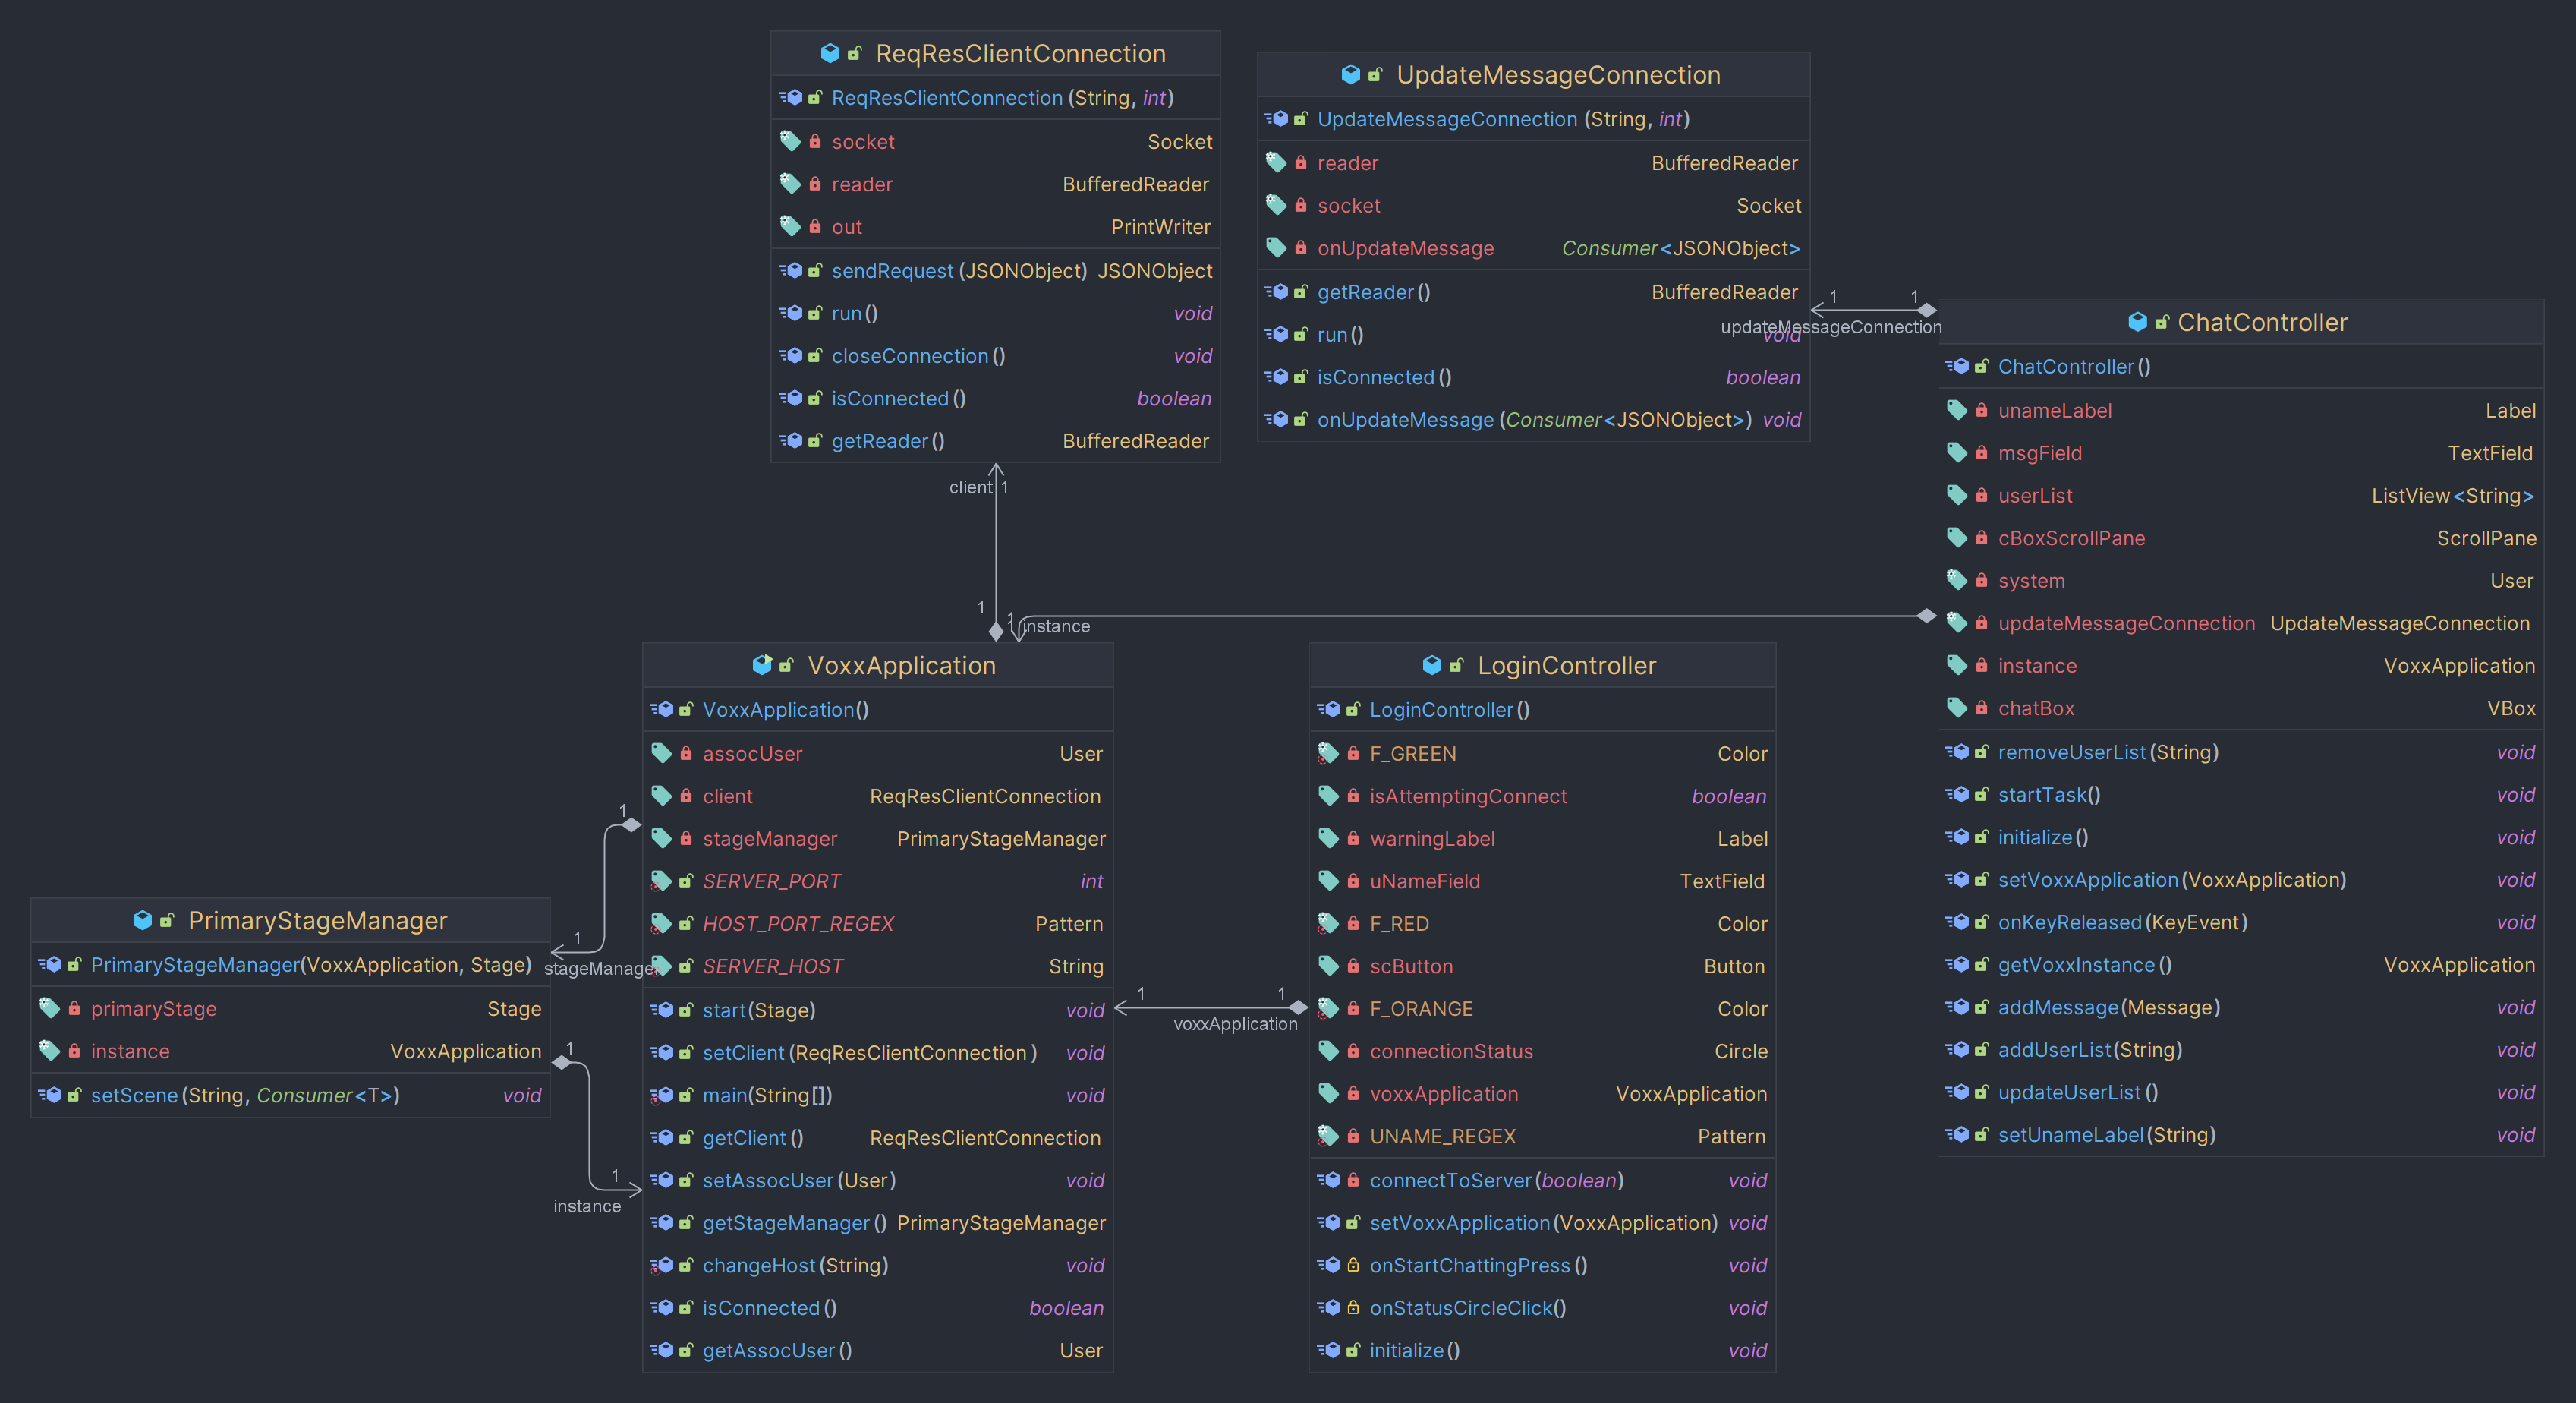 ReqResClientConnection
ReqResClientConnection (String, int)
socket Socket
reader BufferedReader
out PrintWriter
sendRequest (JSONObject) JSONObject
run() void
closeConnection () void
isConnected () boolean
getReader () BufferedReader
UpdateMessageConnection
UpdateMessageConnection (String, int)
reader BufferedReader
socket Socket
onUpdateMessage Consumer<JSONObject>
getReader () BufferedReader
run() void
isConnected () boolean
onUpdateMessage (Consumer<JSONObject>) void
1 1
updateMessageConnection
ChatController
ChatController ()
unameLabel Label
msgField TextField
userList ListView<String>
cBoxScrollPane ScrollPane
system User
updateMessageConnection UpdateMessageConnection
instance VoxxApplication
chatBox VBox
removeUserList (String) void
startTask() void
initialize () void
setVoxxApplication (VoxxApplication) void
onKeyReleased (KeyEvent) void
getVoxxInstance () VoxxApplication
addMessage (Message) void
addUserList (String) void
updateUserList () void
setUnameLabel (String) void
client 1
1
1
instance
VoxxApplication
VoxxApplication()
assocUser User
client ReqResClientConnection
stageManager PrimaryStageManager
SERVER_PORT int
HOST_PORT_REGEX Pattern
SERVER_HOST String
start(Stage) void
setClient (ReqResClientConnection ) void
main(String[]) void
getClient () ReqResClientConnection
setAssocUser (User) void
getStageManager () PrimaryStageManager
changeHost (String) void
isConnected () boolean
getAssocUser () User
LoginController
LoginController ()
F_GREEN Color
isAttemptingConnect boolean
warningLabel Label
uNameField TextField
F_RED Color
scButton Button
F_ORANGE Color
connectionStatus Circle
voxxApplication VoxxApplication
UNAME_REGEX Pattern
connectToServer (boolean) void
setVoxxApplication (VoxxApplication) void
onStartChattingPress () void
onStatusCircleClick() void
initialize () void
1 1
voxxApplication
1
1
stageManager
PrimaryStageManager
PrimaryStageManager(VoxxApplication, Stage)
primaryStage Stage
instance VoxxApplication
setScene (String, Consumer<T>) void
1
1
instance